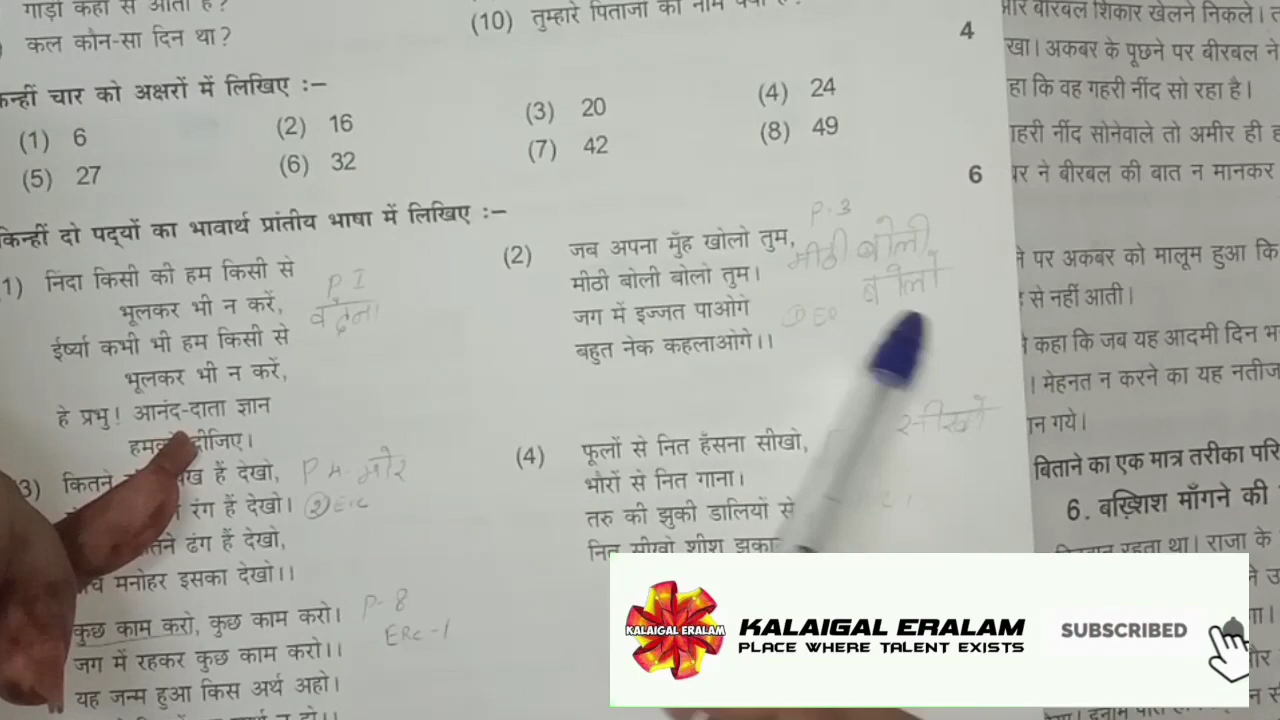 गाड़ी कहाँ से आती है?
कल कौन-सा दिन था?
(10) तुम्हारे पिताजी का नाम
4
किन्हीं चार को अक्षरों में लिखिए :–
(1) 6
(2) 16
(3) 20
(4) 24
(5) 27
(6) 32
(7) 42
(8) 49
6
किन्हीं दो पद्यों का भावार्थ प्रांतीय भाषा में लिखिए :–
1) निंदा किसी की हम किसी से
भूलकर भी न करें,
ईर्ष्या कभी भी हम किसी से
भूलकर भी न करें,
हे प्रभु! आनंद-दाता ज्ञान
दीजिए।
P I
वंदना
(2) जब अपना मुँह खोलो तुम,
मीठी बोली बोलो तुम।
जग में इज्जत पाओगे
बहुत नेक कहलाओगे।।
P-3
मीठी बोली
बोलो
3) कितने हैं देखो,
रंग हैं देखो।
ढंग हैं देखो,
मनोहर इसका देखो।।
मोर
(4) फूलों से नित हँसना सीखो,
भौरों से नित गाना।
तरु की झुकी डालियों से
नित सीखो शीश झुकाना
सीखो
कुछ काम करो, कुछ काम करो।
जग में रहकर कुछ काम करो।।
यह जन्म हुआ किस अर्थ अहो।
P-8
ERC-1
और बीरबल शिकार खेलने निकले।
अकबर के पूछने पर बीरबल ने
कि वह गहरी नींद सो रहा है।
गहरी नींद सोनेवाले तो अमीर ही
ने बीरबल की बात न मानकर
पर अकबर को मालूम हुआ कि
से नहीं आती।
कहा कि जब यह आदमी दिन
। मेहनत न करने का यह नतीजा
गये।
बिताने का एक मात्र तरीका
6. बख़्शिश माँगने की
रहता था। राजा के
KALAIGAL ERALAM
KALAIGAL ERALAM
PLACE WHERE TALENT EXISTS
SUBSCRIBED